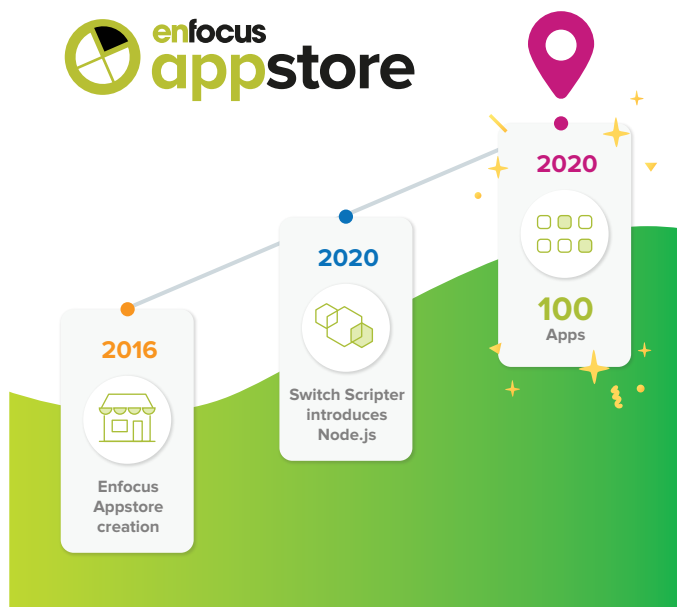 enfocus
appstore
2016
Enfocus
Appstore
creation
2020
Switch Scripter
introduces
Node.js
2020
100
Apps